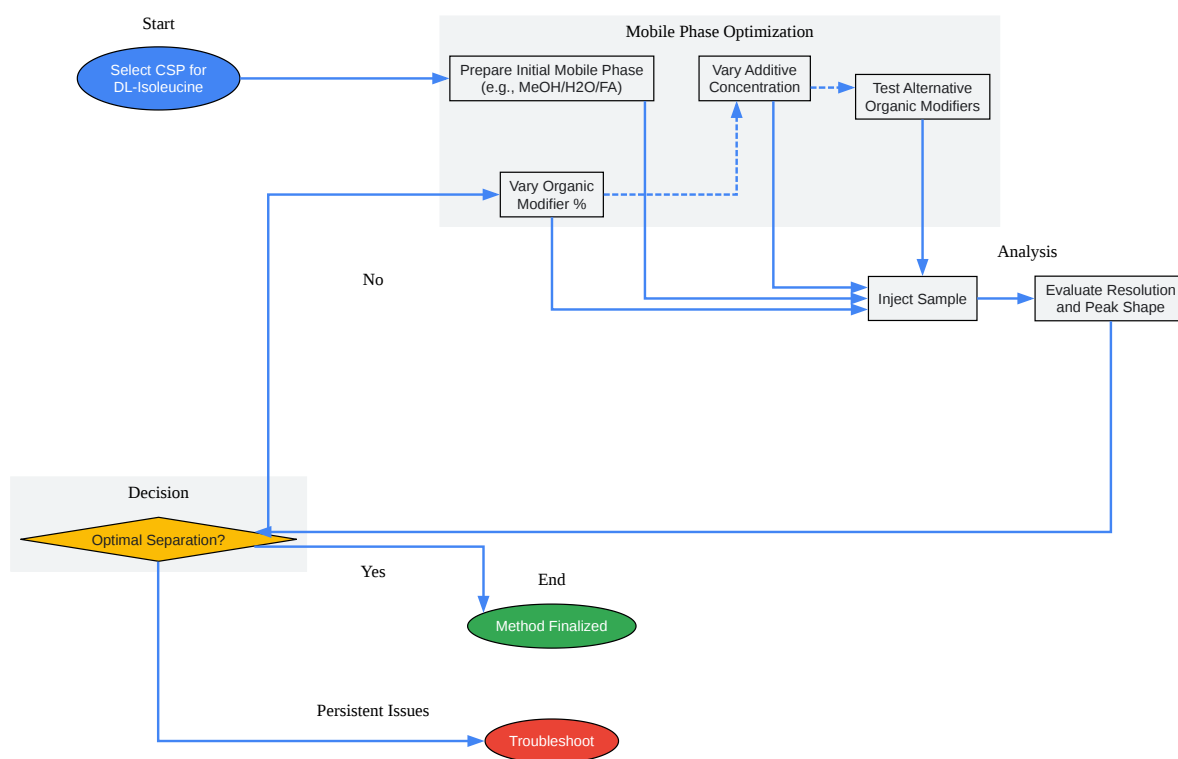 Start
Select CSP for
DL-Isoleucine
Mobile Phase Optimization
Prepare Initial Mobile Phase
(e.g., MeOH/H2O/FA)
Vary Additive
Concentration
Test Alternative
Organic Modifiers
Vary Organic
Modifier %
No
Analysis
Inject Sample
Evaluate Resolution
and Peak Shape
Decision
Optimal Separation?
Yes
End
Method Finalized
Persistent Issues
Troubleshoot